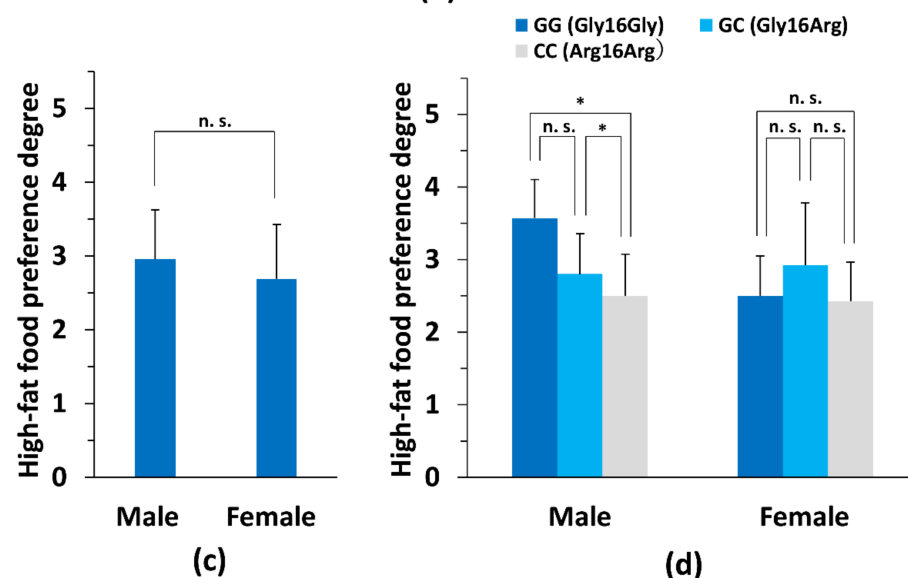 GG (Gly16Gly)
GC (Gly16Arg)
CC (Arg16Arg）
High-fat food preference degree
5
4
3
2
1
0
n. s.
Male
Female
(c)
High-fat food preference degree
5
4
3
2
1
0
*
n. s.
*
n. s.
n. s.
n. s.
Male
Female
(d)